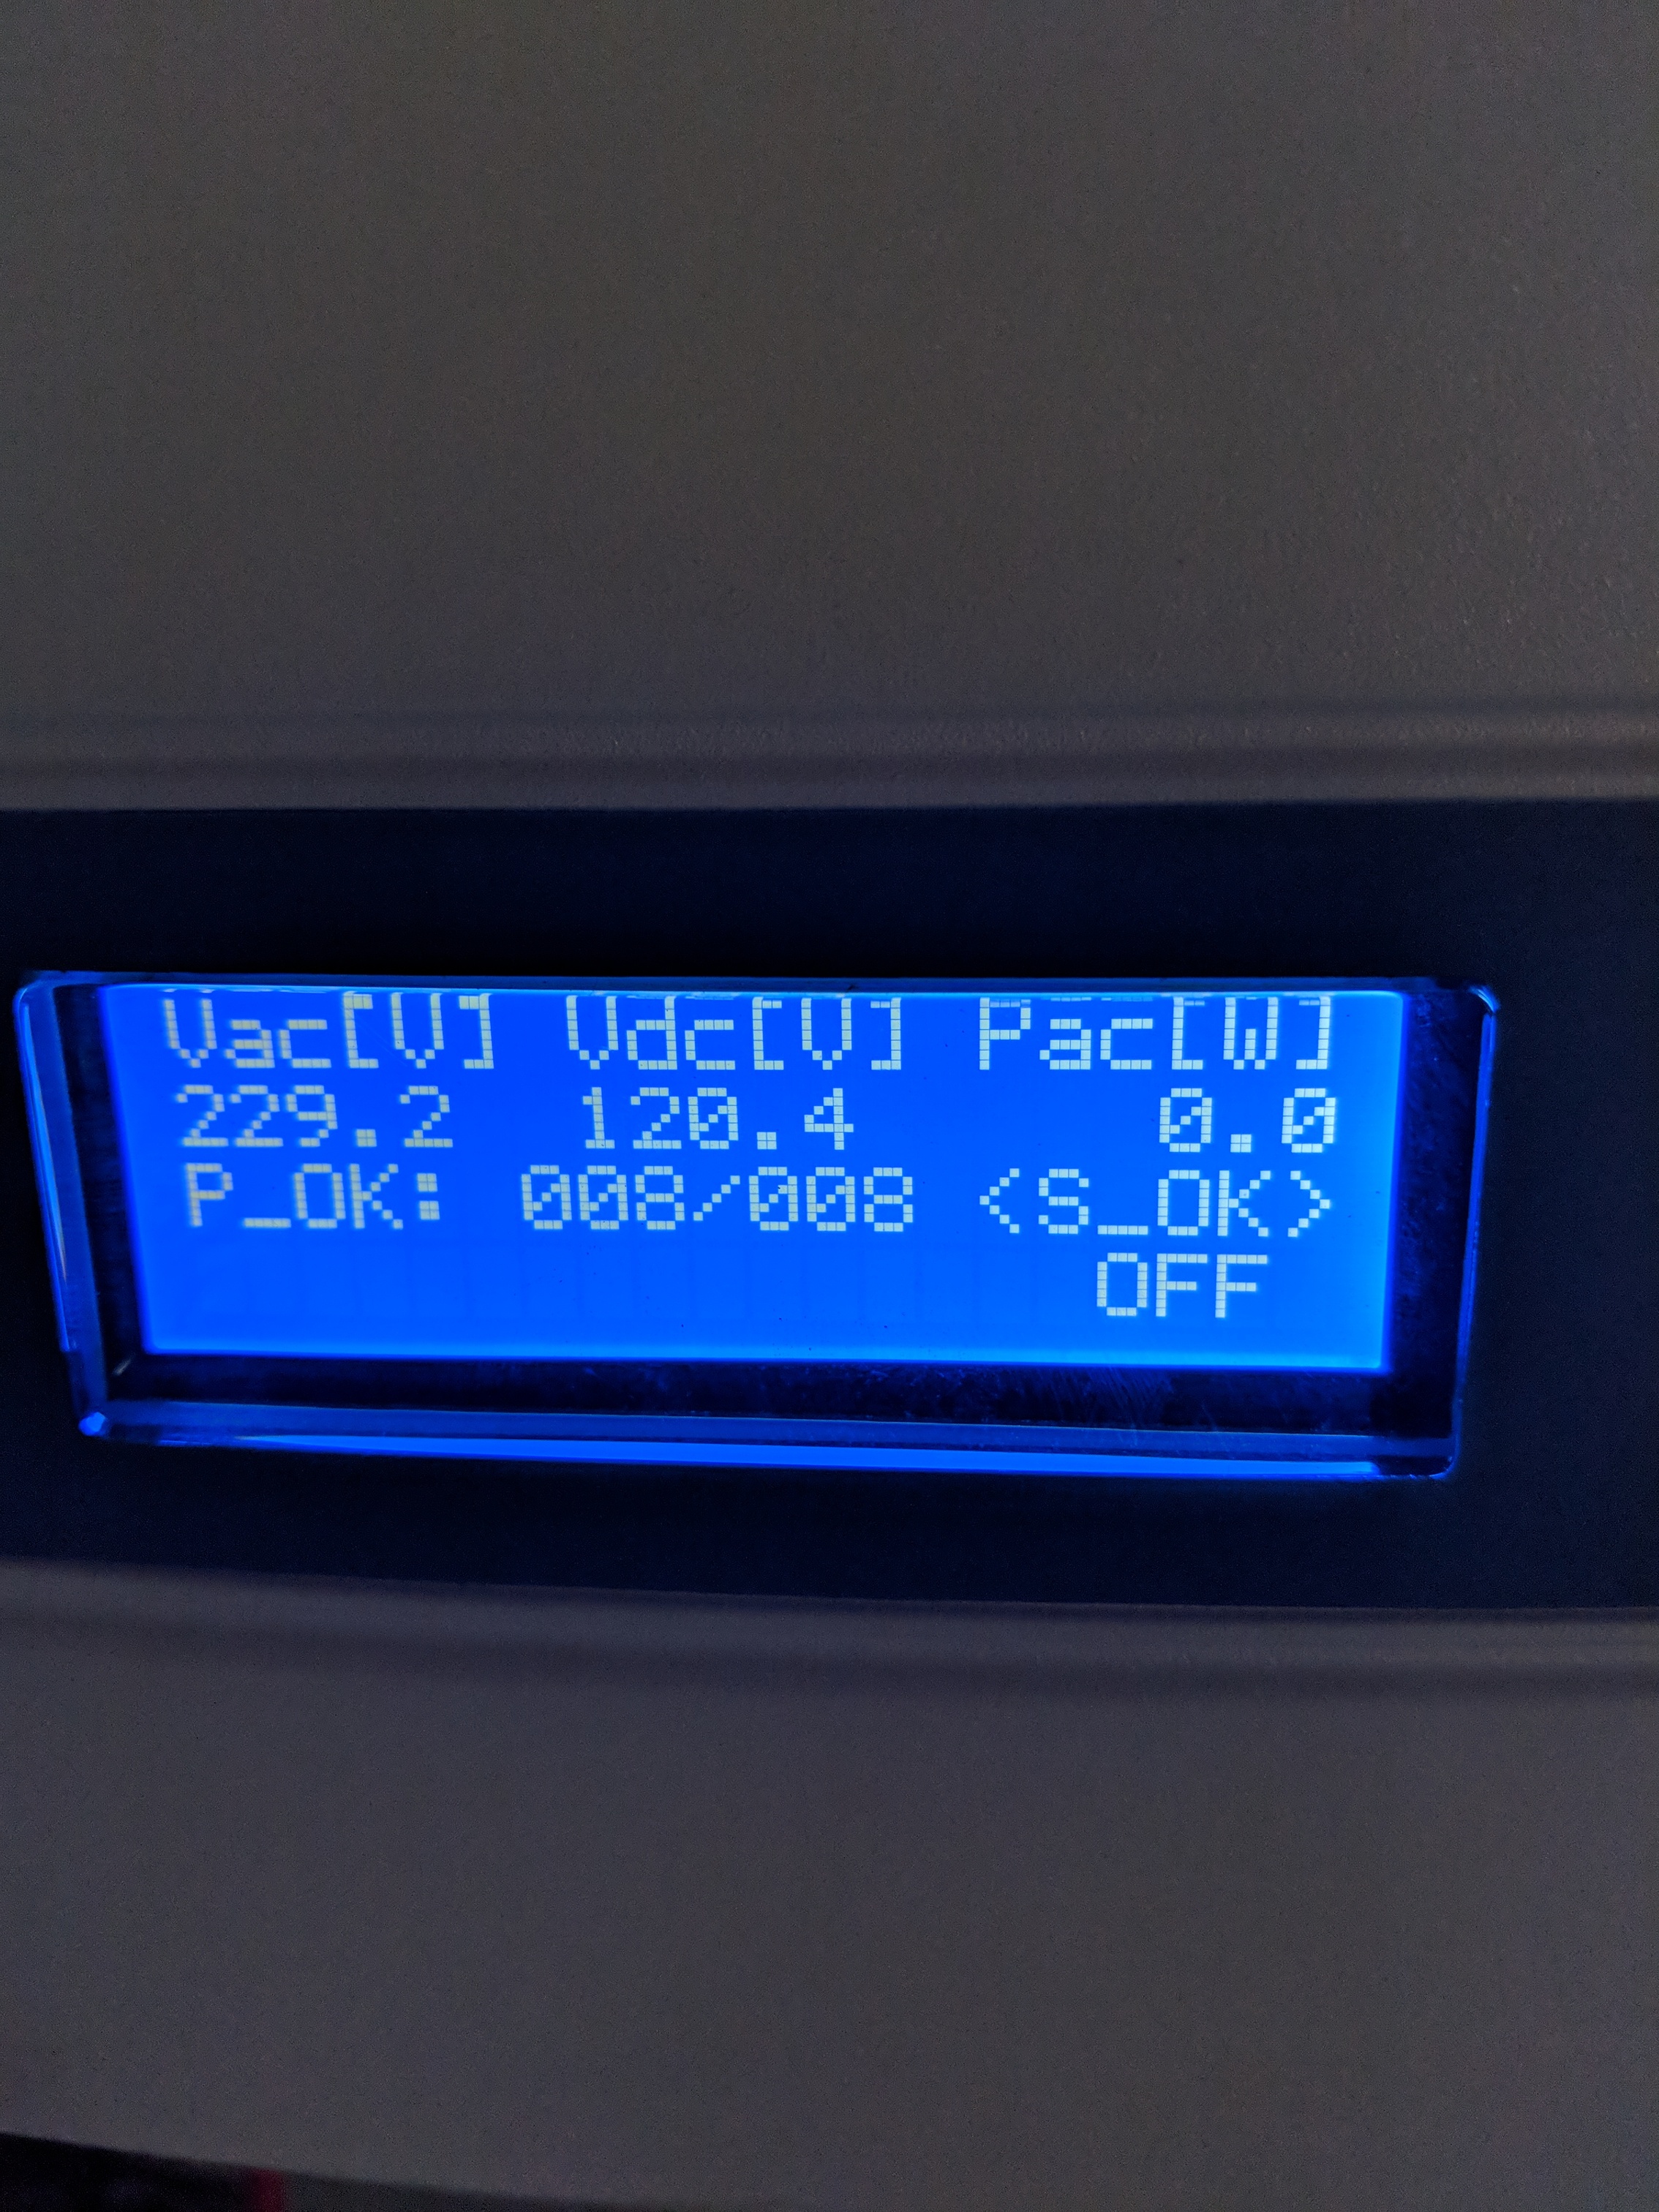 Vac[V] Vdc[V] Pac[W]
229.2 120.4 0.0
P_OK: 008/008 <S_OK>
OFF